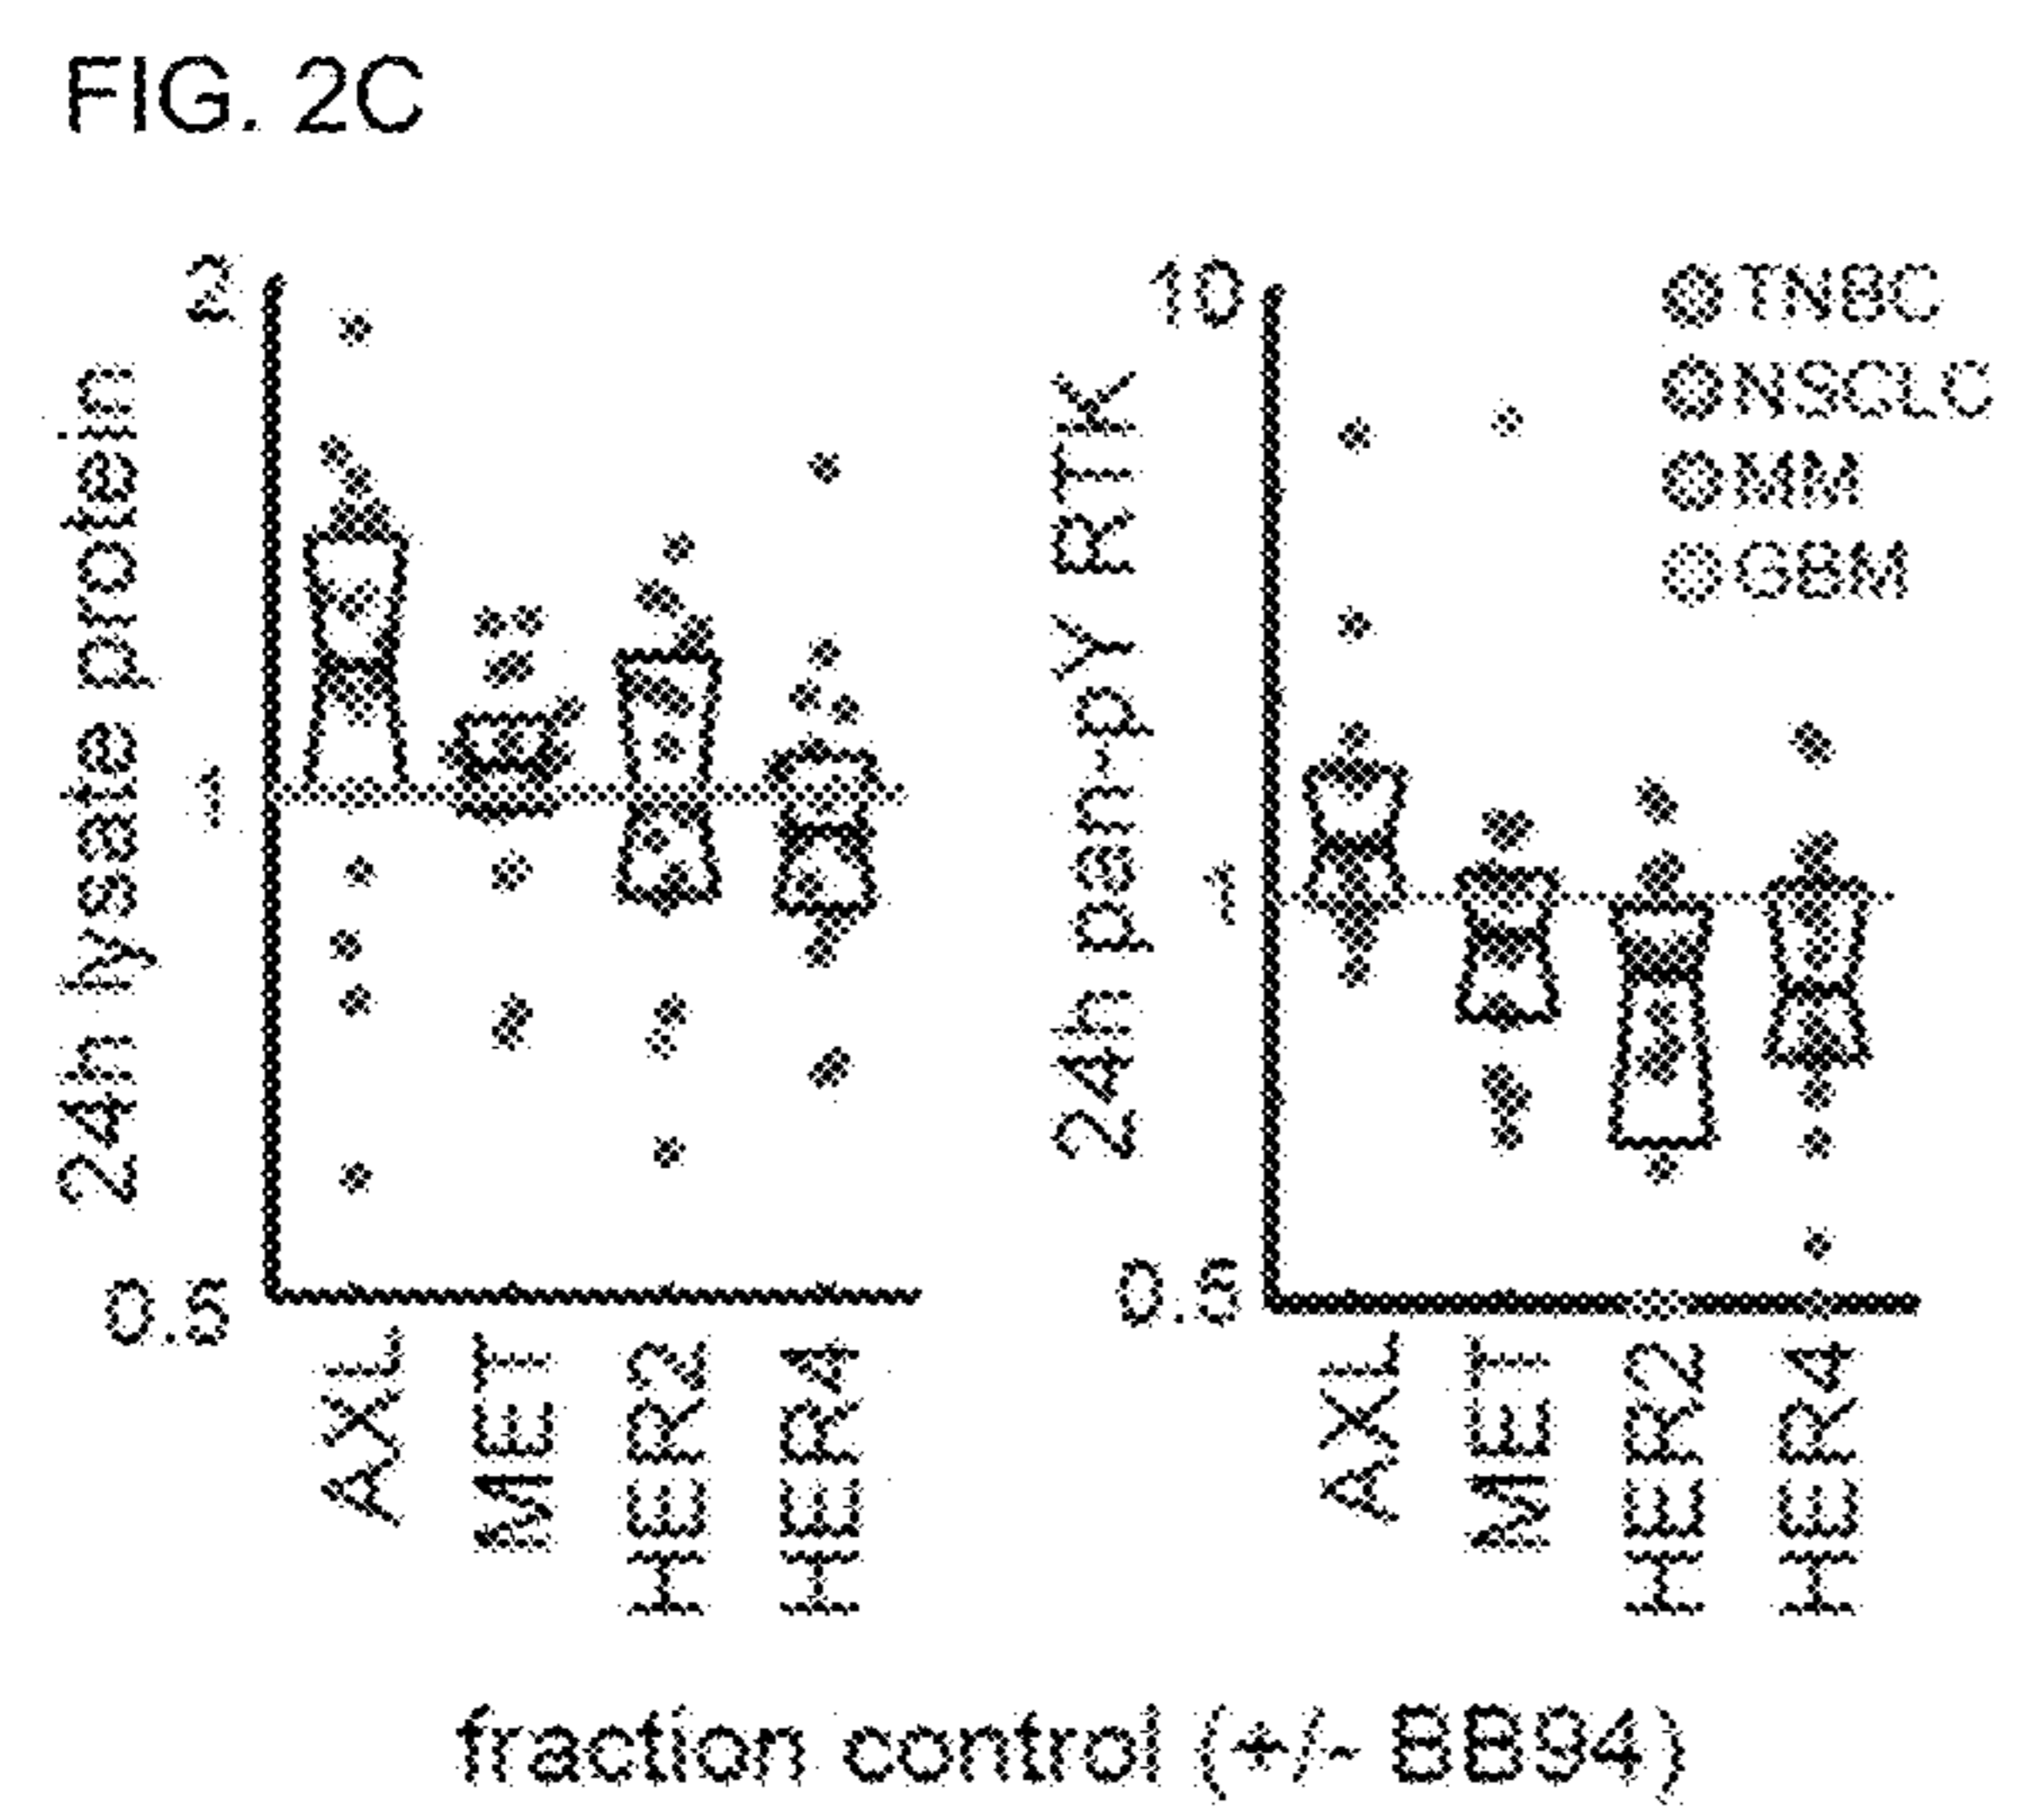 FIG. 2C
24h lysate protein
2
1
0.5
AXL
MET
HER2
HER4
24h pan-pY RTK
10
1
0.5
AXL
MET
HER2
HER4
TNBC
NSCLC
MM
GBM
fraction control (+/- BB94)